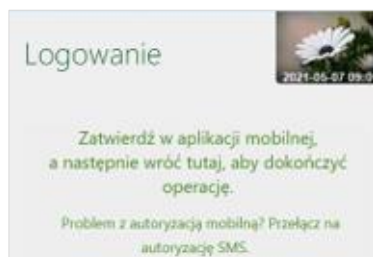 Logowanie
2021-05-07 09:0
Zatwierdź w aplikacji mobilnej,
a następnie wróć tutaj, aby dokończyć
operację.
Problem z autoryzacją mobilną? Przełącz na
autoryzację SMS.